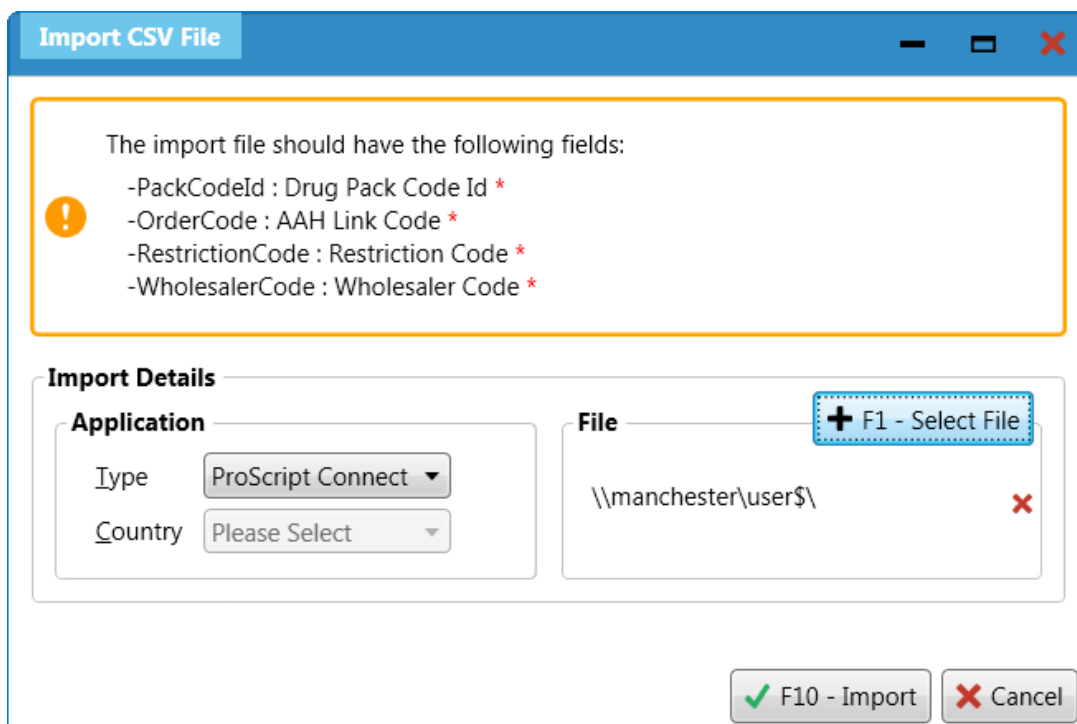 Import CSV File
The import file should have the following fields:
-PackCodeId : Drug Pack Code Id *
-OrderCode : AAH Link Code *
-RestrictionCode : Restriction Code *
-WholesalerCode : Wholesaler Code *
Import Details
Application
Type ProScript Connect
Country Please Select
File
F1 - Select File
\\manchester\user$\
F10 - Import
Cancel